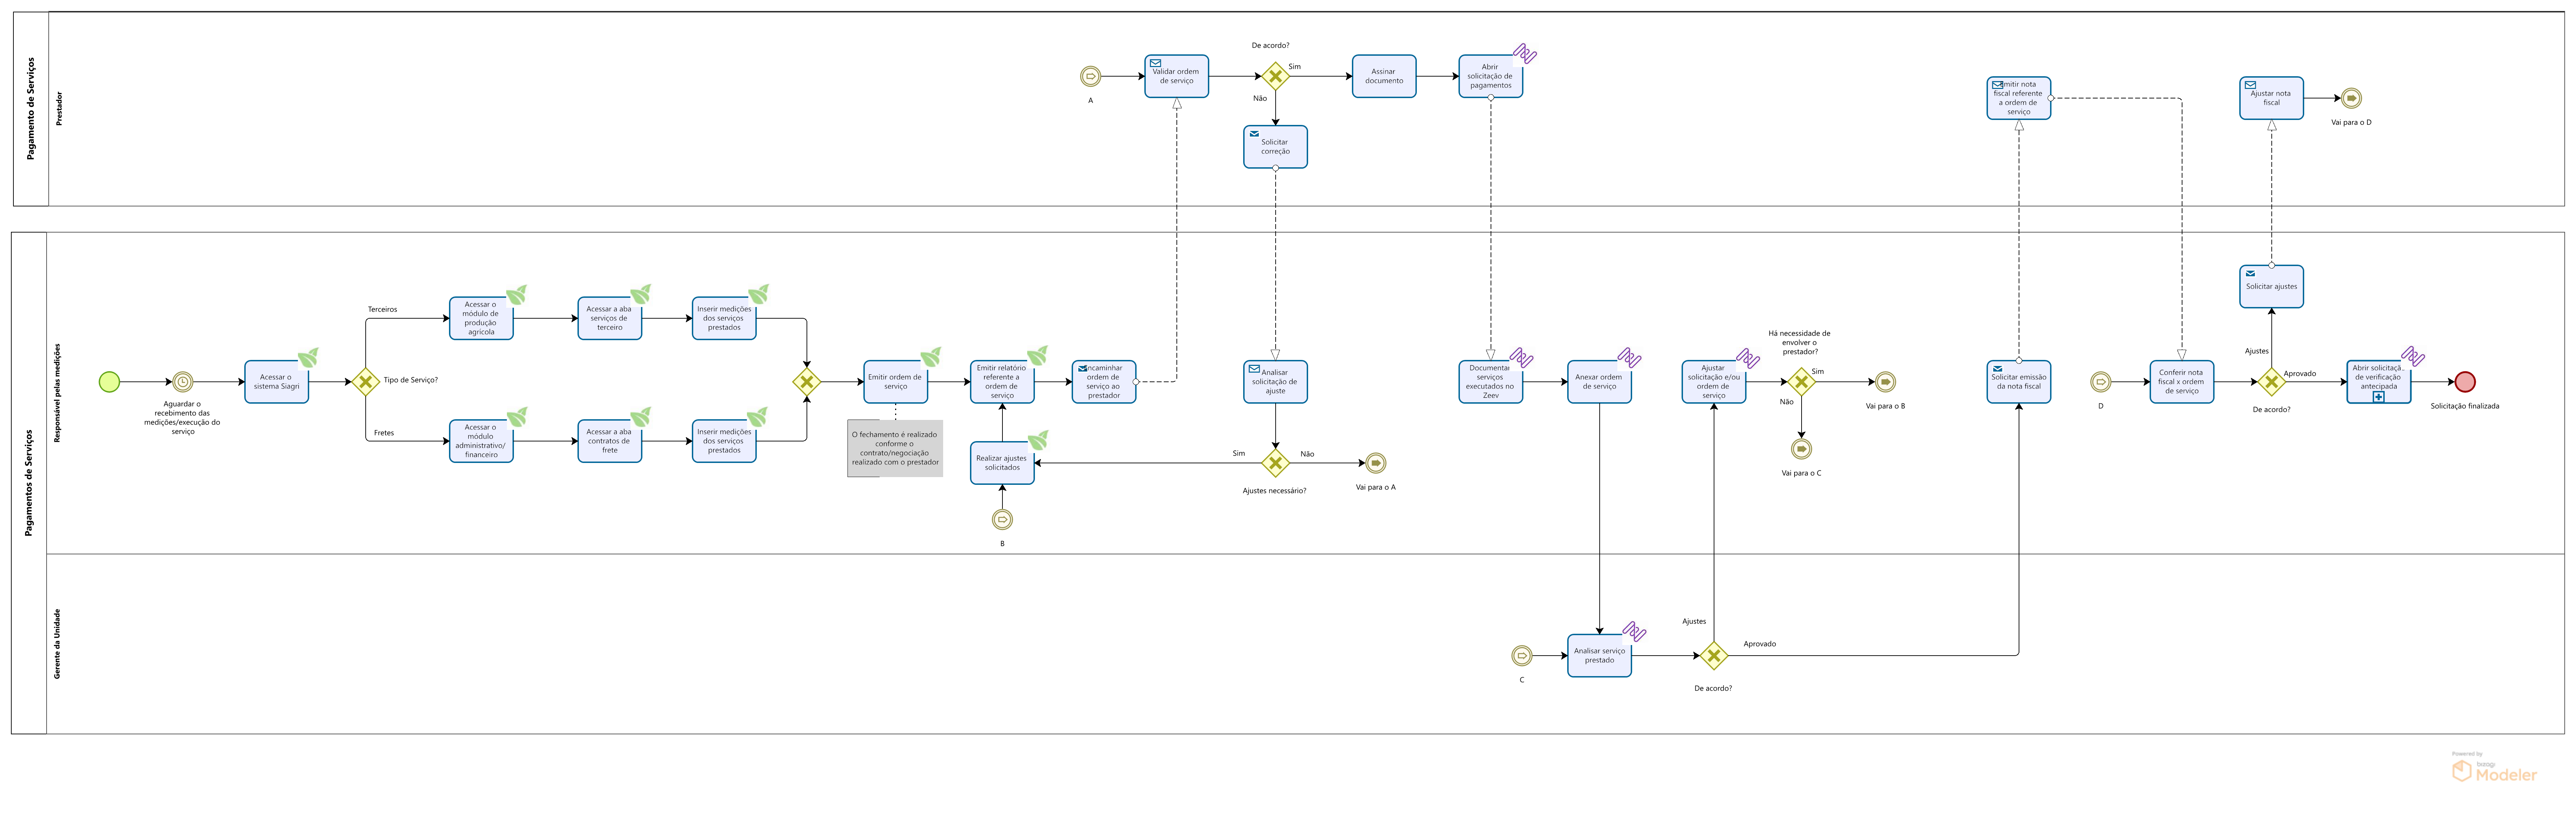 Pagamento de Serviços
Prestador
A
Validar ordem
de serviço
De acordo?
Sim
Não
Solicitar
correção
Assinar
documento
Abrir
solicitação de
pagamentos
mitir nota
fiscal referente
a ordem de
serviço
Ajustar nota
fiscal
Vai para o D
Pagamentos de Serviços
Responsável pelas medições
Aguardar o
recebimento das
medições/execução do
serviço
Acessar o
sistema Siagri
Tipo de Serviço?
Terceiros
Fretes
Acessar o
módulo de
produção
agrícola
Acessar a aba
serviços de
terceiro
Inserir medições
dos serviços
prestados
Acessar o
módulo
administrativo/
financeiro
Acessar a aba
contratos de
frete
Inserir medições
dos serviços
prestados
Emitir ordem de
serviço
O fechamento é realizado
conforme o
contrato/negociação
realizado com o prestador
Emitir relatório
referente a
ordem de
serviço
ncaminhar
ordem de
serviço ao
prestador
Realizar ajustes
solicitados
B
Analisar
solicitação de
ajuste
Sim
Não
Ajustes necessário?
Vai para o A
Documentar
serviços
executados no
Zeev
Anexar ordem
de serviço
Ajustar
solicitação e/ou
ordem de
serviço
Há necessidade de
envolver o
prestador?
Sim
Não
Vai para o B
Vai para o C
Solicitar emissão
da nota fiscal
D
Conferir nota
fiscal x ordem
de serviço
Solicitar ajustes
Ajustes
Aprovado
De acordo?
Abrir solicitaçã
de verificação
antecipada
Solicitação finalizada
Gerente da Unidade
C
Analisar serviço
prestado
Ajustes
Aprovado
De acordo?
Powered by
bizagi
Modeler